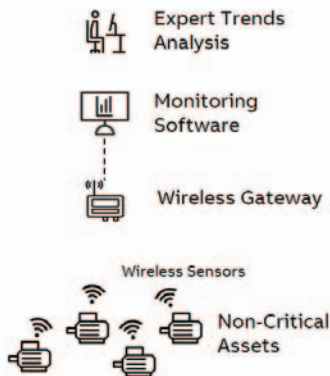 Expert Trends
Analysis
Monitoring
Software
Wireless Gateway
Wireless Sensors
Non-Critical
Assets